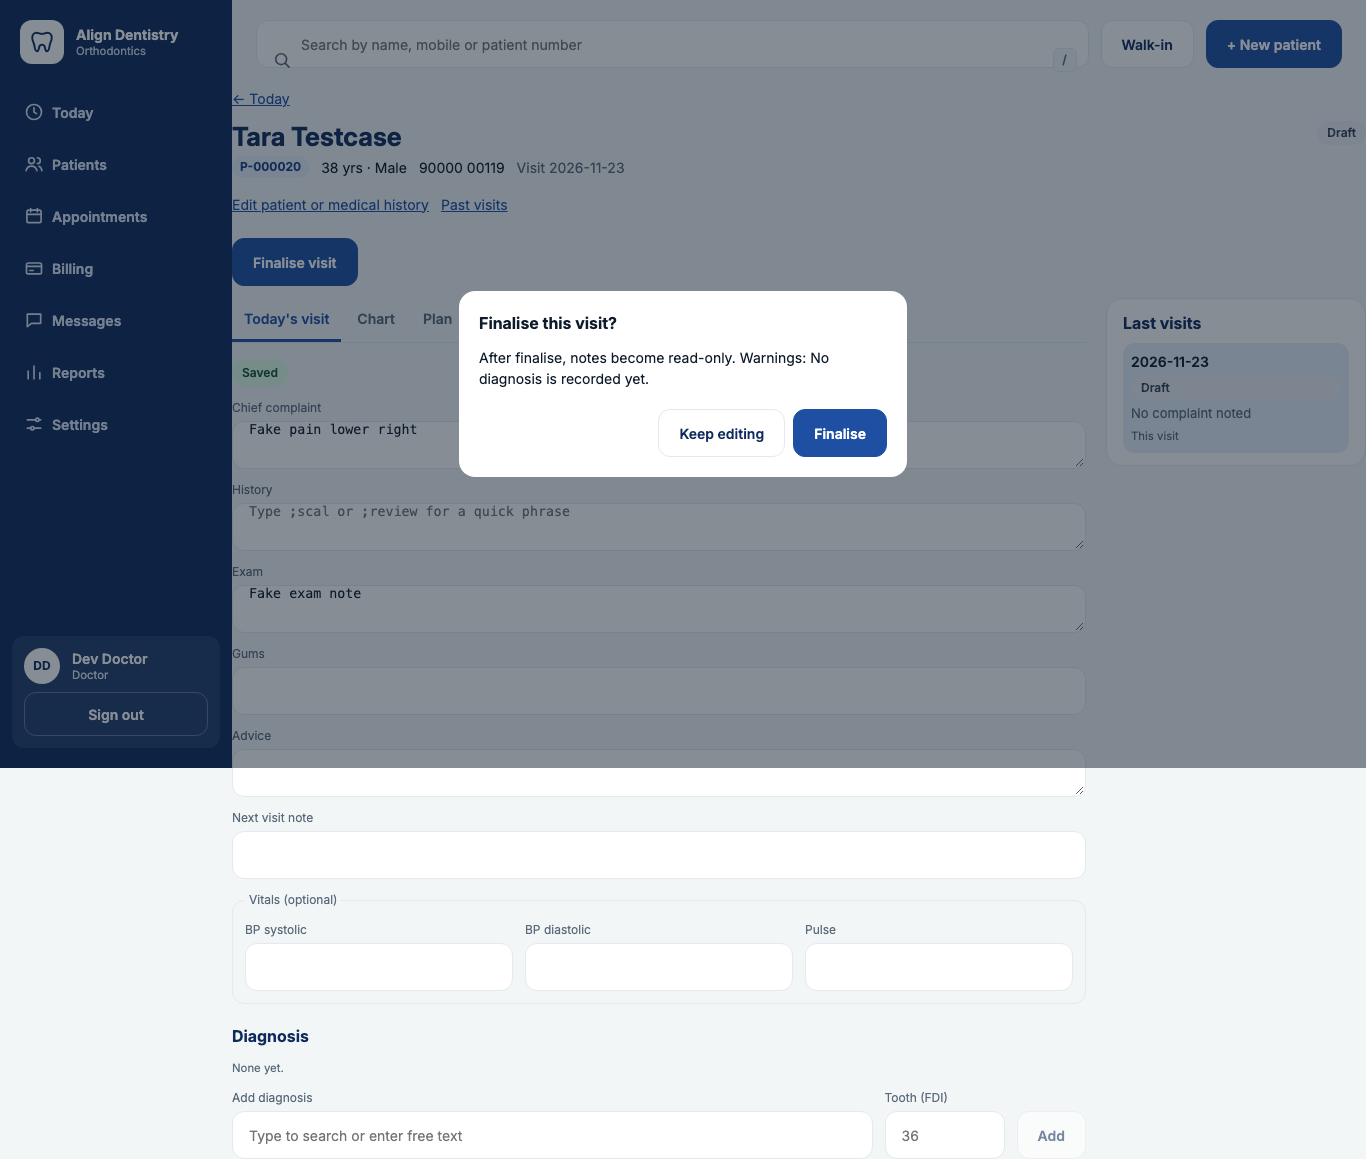 Align Dentistry
Orthodontics
Today
Patients
Appointments
Billing
Messages
Reports
Settings
DD
Dev Doctor
Doctor
Sign out
Search by name, mobile or patient number
/
Walk-in
+ New patient
← Today
Tara Testcase
Draft
P-000020 38 yrs · Male 90000 00119 Visit 2026-11-23
Edit patient or medical history Past visits
Finalise visit
Today's visit Chart Plan
Saved
Chief complaint
Fake pain lower right
History
Type ;scal or ;review for a quick phrase
Exam
Fake exam note
Gums
Advice
Next visit note
Vitals (optional)
BP systolic BP diastolic Pulse
Diagnosis
None yet.
Add diagnosis Tooth (FDI)
Type to search or enter free text 36 Add
Last visits
2026-11-23
Draft
No complaint noted
This visit
Finalise this visit?
After finalise, notes become read-only. Warnings: No
diagnosis is recorded yet.
Keep editing Finalise